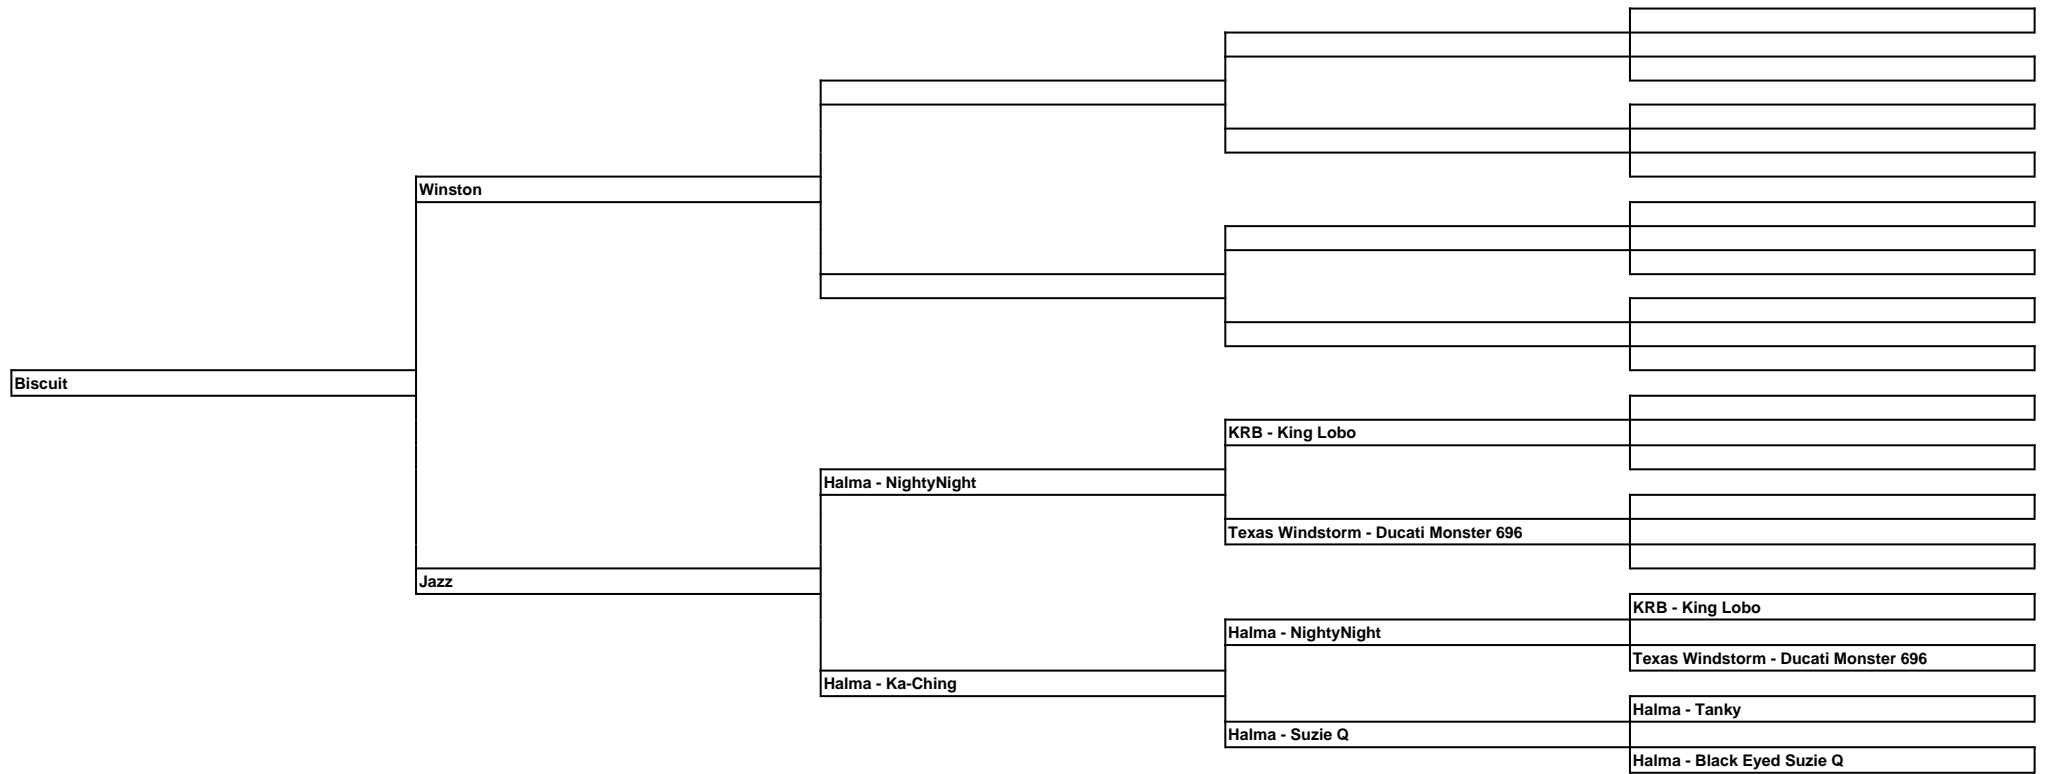 Winston
Biscuit
KRB - King Lobo
Halma - NightyNight
Texas Windstorm - Ducati Monster 696
Jazz
KRB - King Lobo
Halma - NightyNight
Texas Windstorm - Ducati Monster 696
Halma - Ka-Ching
Halma - Tanky
Halma - Suzie Q
Halma - Black Eyed Suzie Q